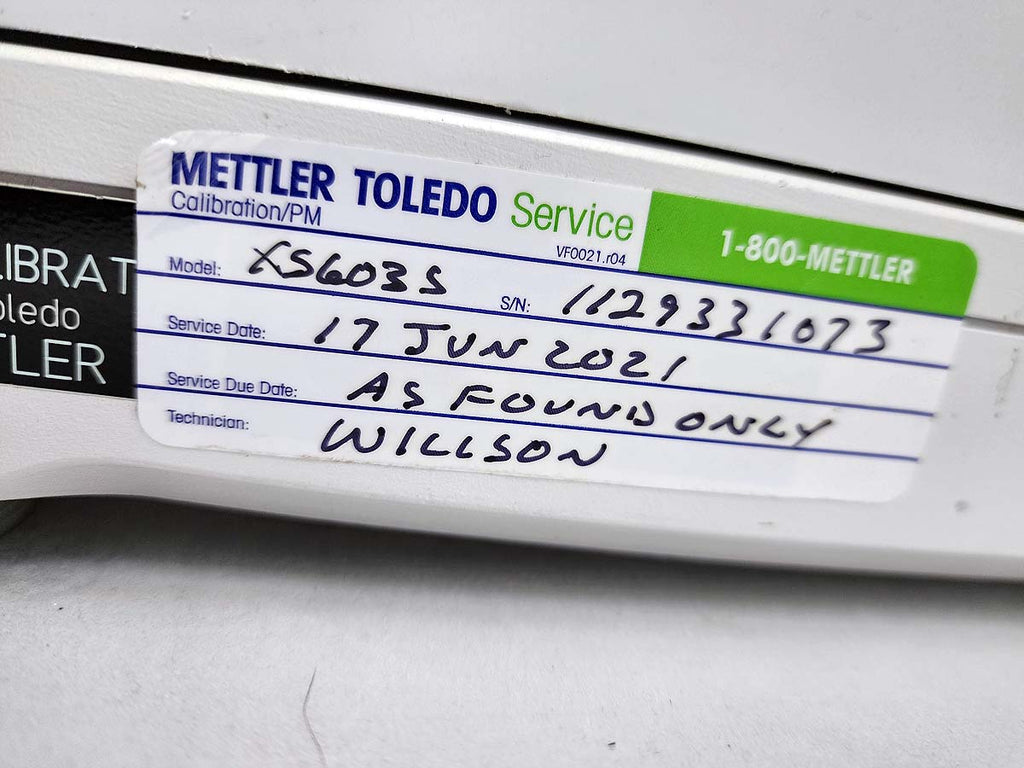 METTLER TOLEDO Service
Calibration/PM
VF0021.r04
1-800-METTLER
Model: XS603S S/N: 1129331073
Service Date: 17 JUN 2021
Service Due Date: AS FOUND ONLY
Technician: WILLSON
LIBRAT
oledo
TLER